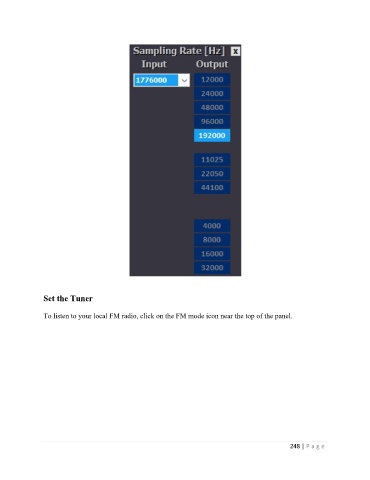 Sampling Rate [Hz] x
Input Output
1776000 12000
24000
48000
96000
192000
11025
22050
44100
4000
8000
16000
32000
Set the Tuner
To listen to your local FM radio, click on the FM mode icon near the top of the panel.
248 | P a g e